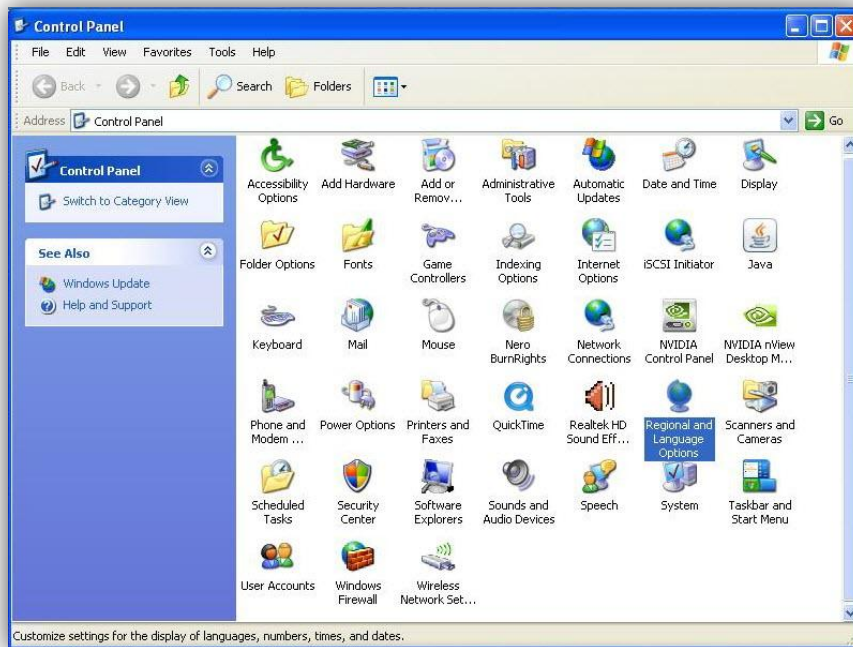 Control Panel
File Edit View Favorites Tools Help
Back Search Folders
Address Control Panel Go
Control Panel
Switch to Category View
See Also
Windows Update
Help and Support
Accessibility Options
Add Hardware
Add or Remov...
Administrative Tools
Automatic Updates
Date and Time
Display
Folder Options
Fonts
Game Controllers
Indexing Options
Internet Options
iSCSI Initiator
Java
Keyboard
Mail
Mouse
Nero BurnRights
Network Connections
NVIDIA Control Panel
NVIDIA nView Desktop M...
Phone and Modem ...
Power Options
Printers and Faxes
QuickTime
Realtek HD Sound Eff...
Regional and Language Options
Scanners and Cameras
Scheduled Tasks
Security Center
Software Explorers
Sounds and Audio Devices
Speech
System
Taskbar and Start Menu
User Accounts
Windows Firewall
Wireless Network Set...
Customize settings for the display of languages, numbers, times, and dates.